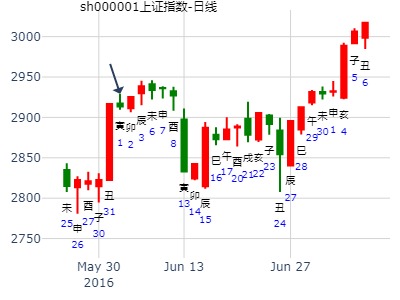 sh000001上证指数-日线
3000
2950
2900
2850
2800
2750
未
25
申
26
酉
27
子
30
丑
31
寅
1
卯
2
辰
3
未
6
申
7
酉
8
寅
13
卯
14
辰
15
巳
16
午
17
酉
20
戌
21
亥
22
子
23
丑
24
辰
27
巳
28
午
29
未
30
申
1
亥
4
子
5
丑
6
May 30
2016
Jun 13
Jun 27